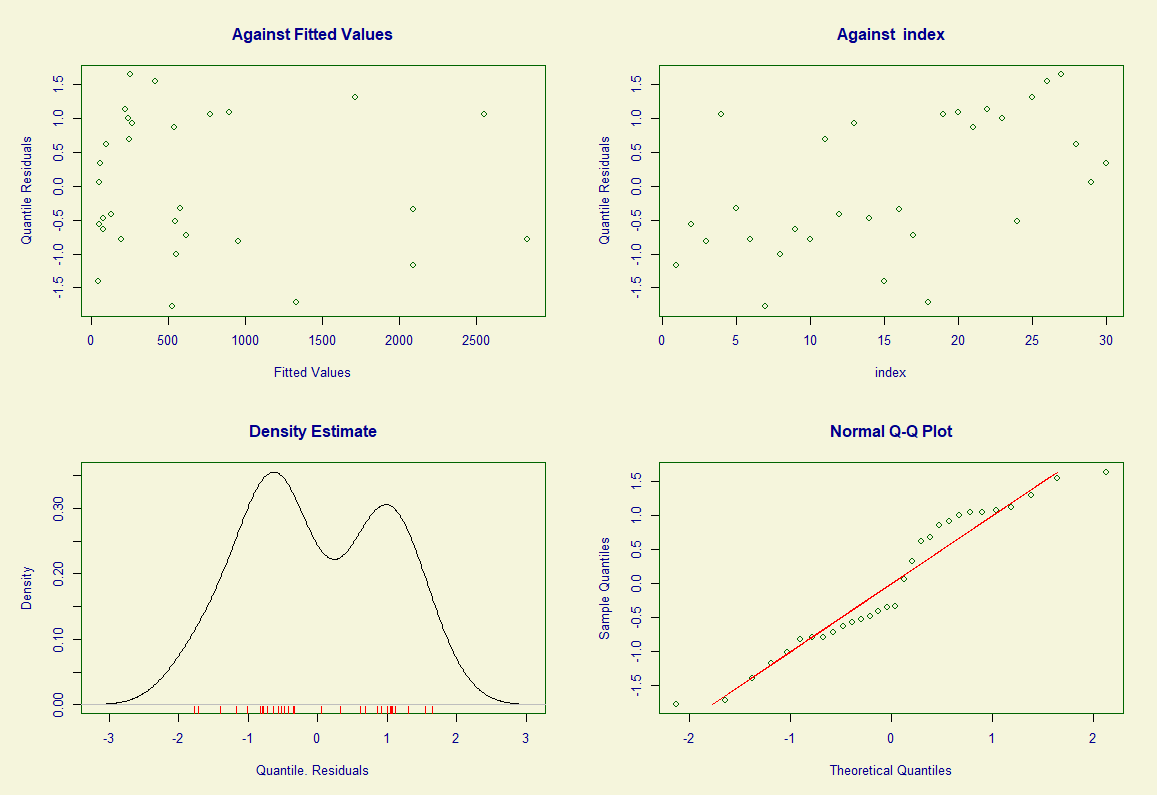 Against Fitted Values
Quantile Residuals
-1.5 -1.0 -0.5 0.0 0.5 1.0 1.5
0 500 1000 1500 2000 2500
Fitted Values
Against index
Quantile Residuals
-1.5 -1.0 -0.5 0.0 0.5 1.0 1.5
0 5 10 15 20 25 30
index
Density Estimate
Density
0.00 0.10 0.20 0.30
-3 -2 -1 0 1 2 3
Quantile. Residuals
Normal Q-Q Plot
Sample Quantiles
-1.5 -1.0 -0.5 0.0 0.5 1.0 1.5
-2 -1 0 1 2
Theoretical Quantiles